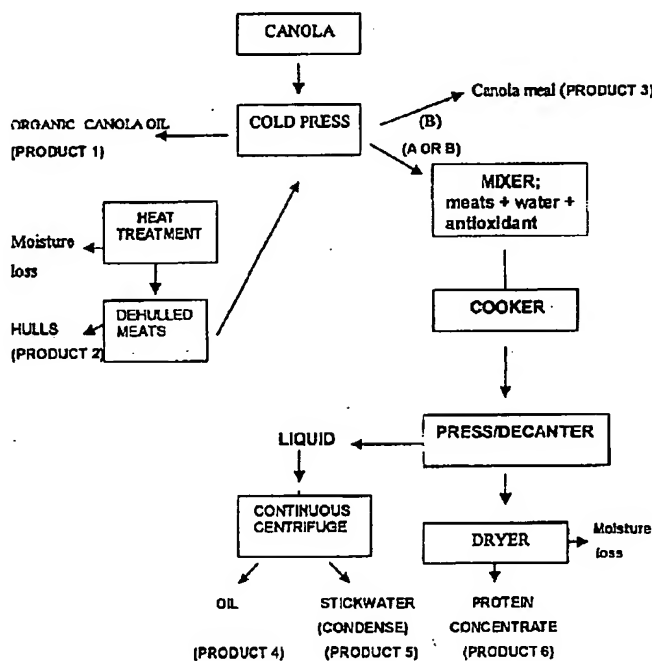 CANOLA
Canola meal (PRODUCT 3)
ORGANIC CANOLA OIL
(PRODUCT 1)
COLD PRESS
(B)
(A OR B)
MIXER;
meats + water +
antioxidant
HEAT
TREATMENT
Moisture
loss
COOKER
DEHULLED
MEATS
HULLS
(PRODUCT 2)
LIQUID
PRESS/DECANTER
CONTINUOUS
CENTRIFUGE
DRYER
Moisture
loss
OIL
(PRODUCT 4)
STICKWATER
(CONDENSE)
(PRODUCT 5)
PROTEIN
CONCENTRATE
(PRODUCT 6)